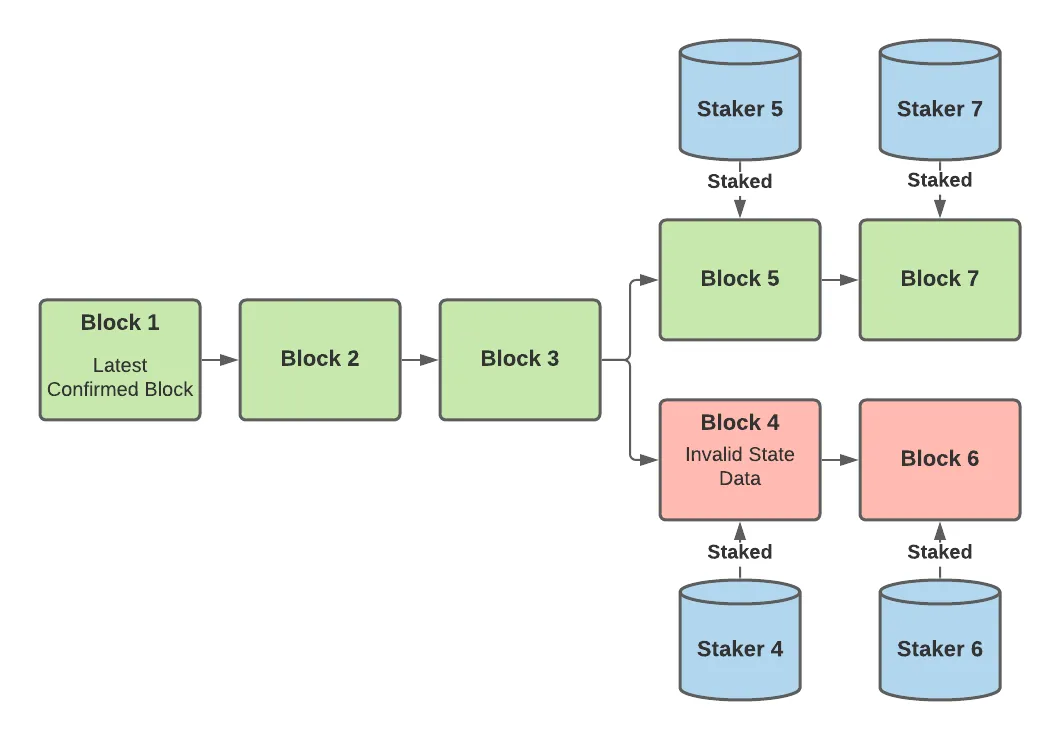 Staker 5
Staker 7
Staked
Staked
Block 5
Block 7
Block 1
Latest
Confirmed Block
Block 2
Block 3
Block 4
Invalid State
Data
Block 6
Staked
Staked
Staker 4
Staker 6